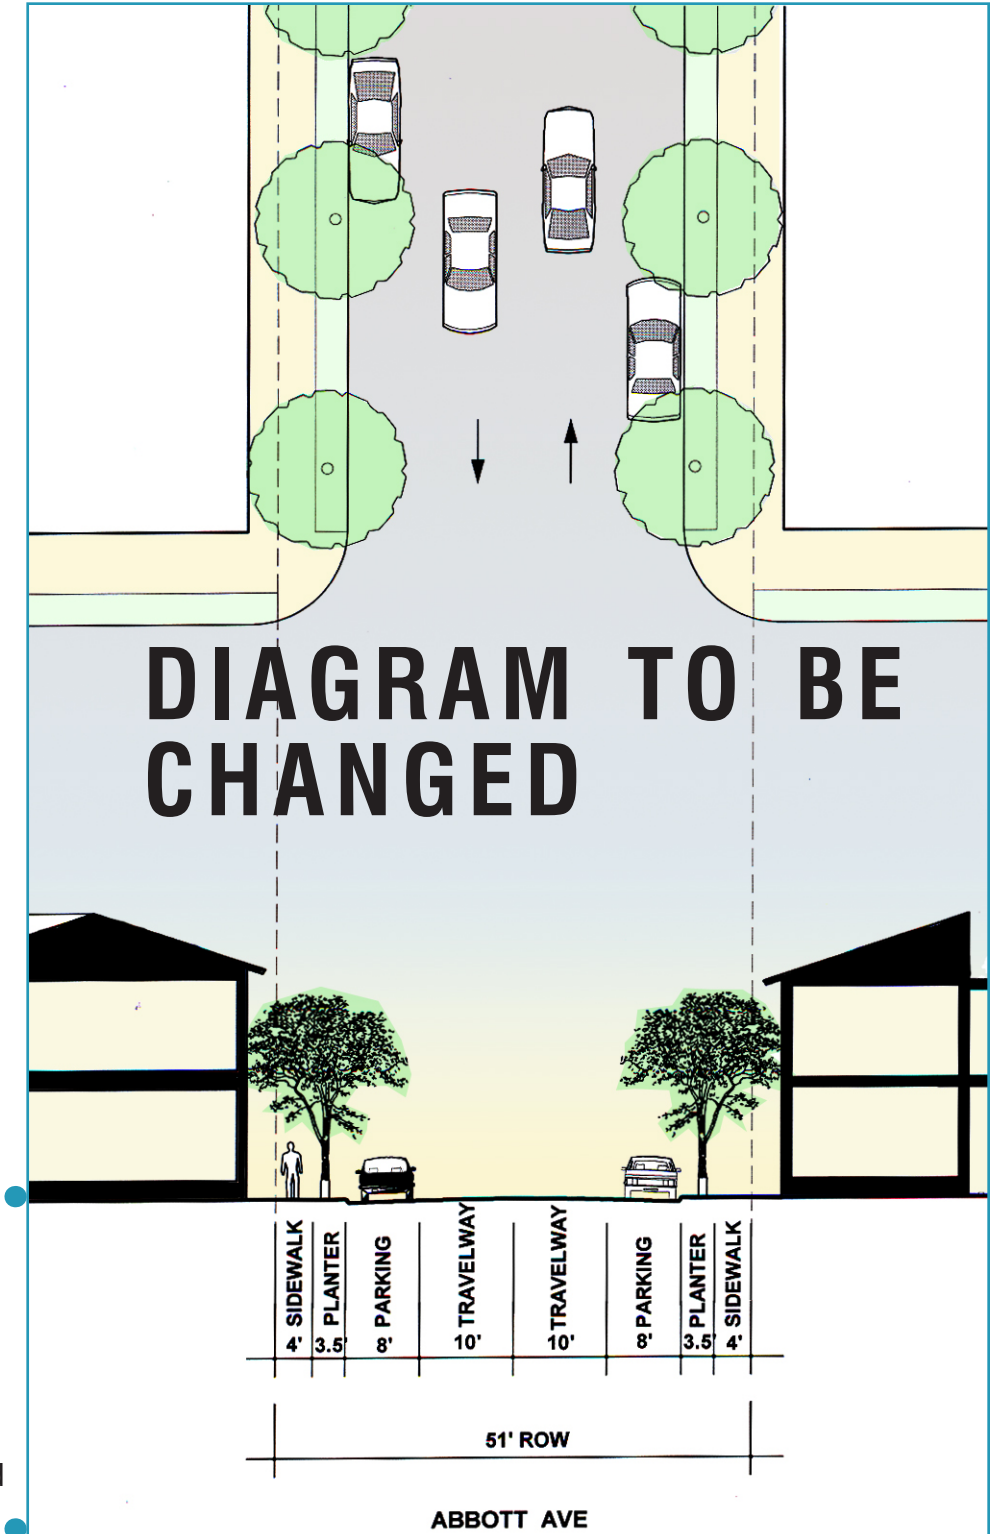 DIAGRAM TO BE
CHANGED
SIDEWALK
PLANTER
PARKING
TRAVELWAY
TRAVELWAY
PARKING
PLANTER
SIDEWALK
4' 3.5' 8' 10' 10' 8' 3.5' 4'
51' ROW
ABBOTT AVE